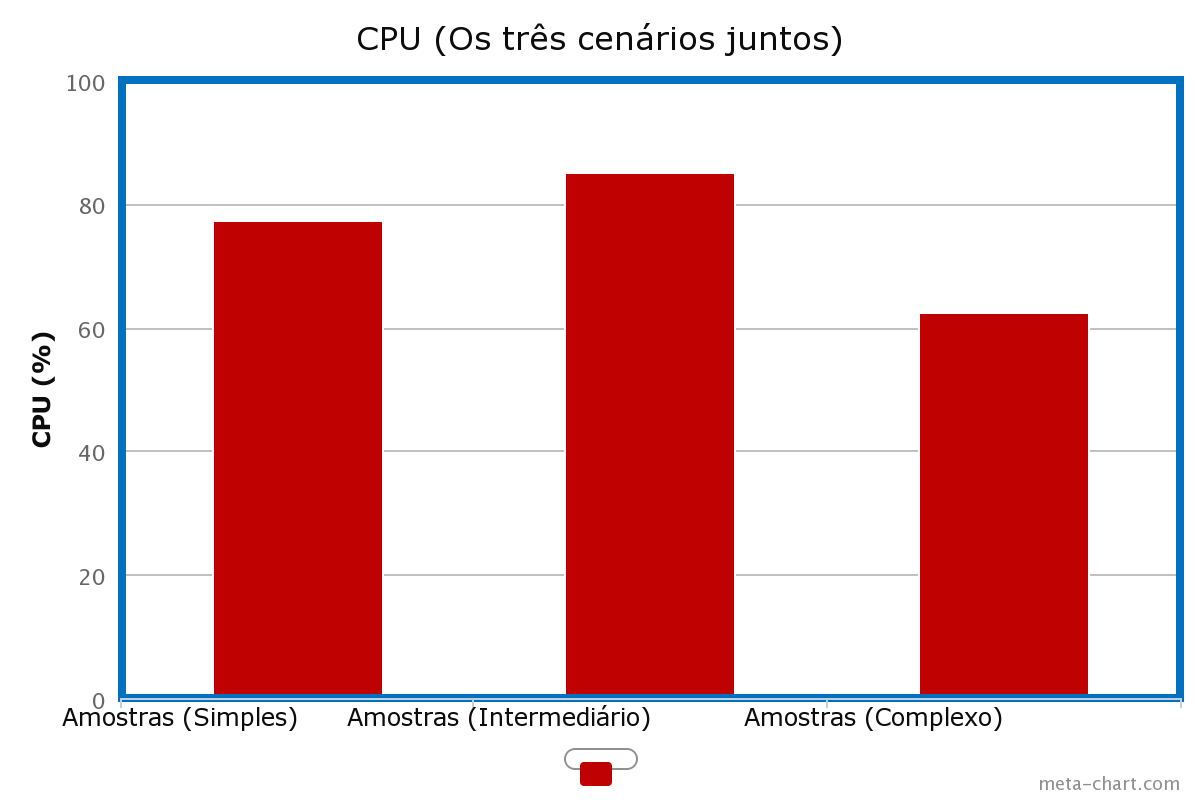 CPU (Os três cenários juntos)
100
80
60
40
20
0
CPU (%)
Amostras (Simples)
Amostras (Intermediário)
Amostras (Complexo)
meta-chart.com